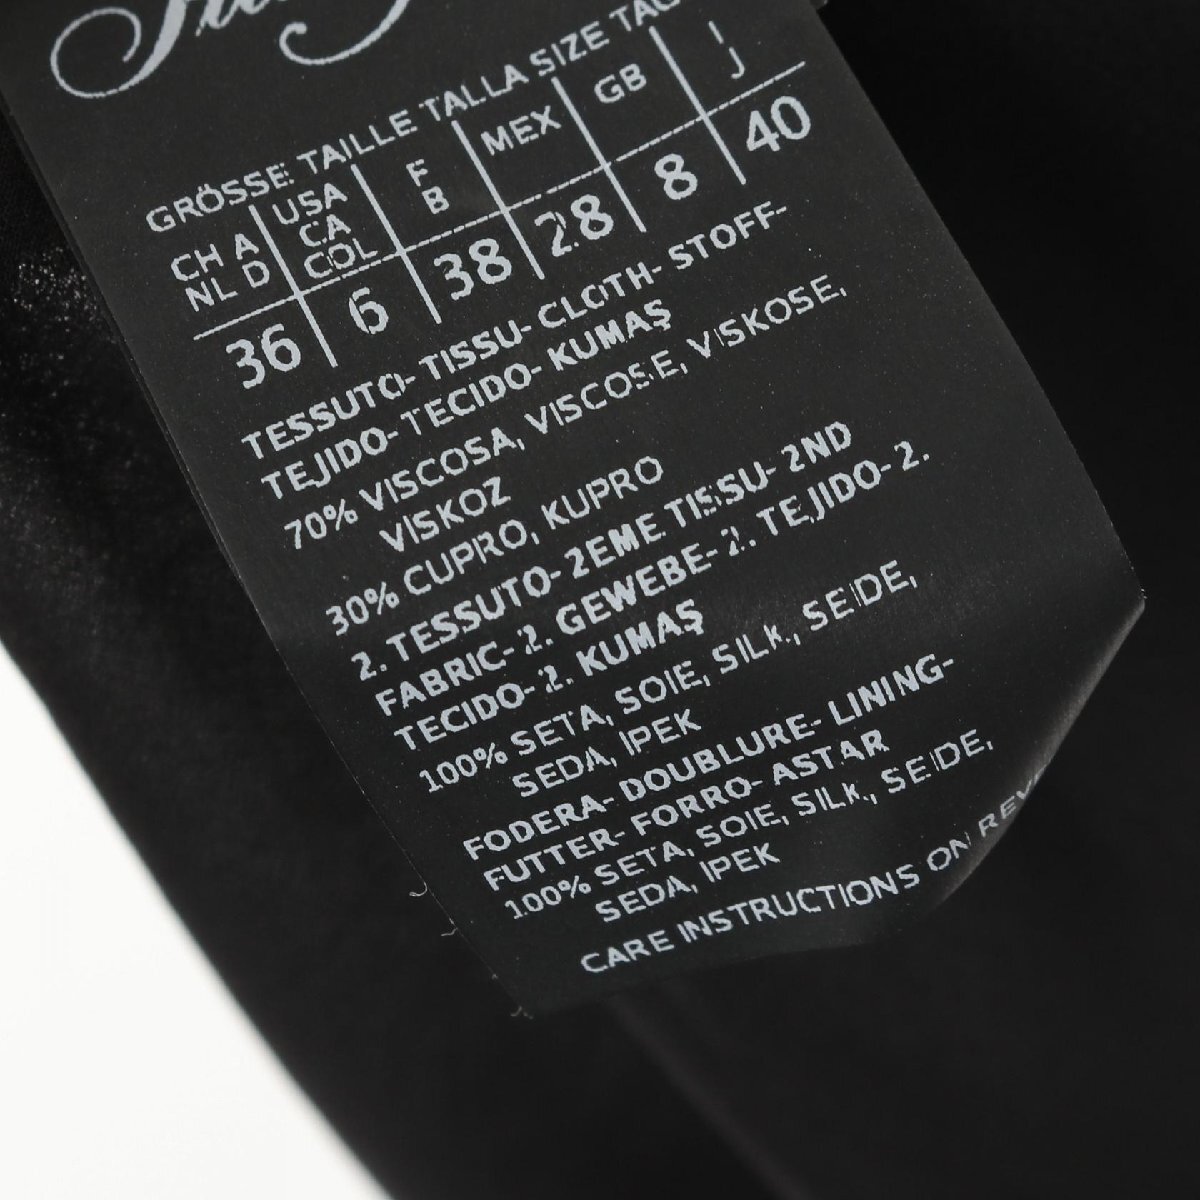 GRÖSSE TAILLE TALLA SIZE
CH A USA F MEX GB I
NL D CA B J
COL
36 6 38 28 8 40
TESSUTO- TISSU- CLOTH- STOFF-
TEJIDO- TECIDO- KUMAŞ
70% VISCOSA, VISCOSE, VISKOSE,
VISKOZ
30% CUPRO, KUPRO
2. TESSUTO- 2EME TISSU- 2ND
FABRIC- 2. GEWEBE- 2. TEJIDO- 2.
TECIDO- 2. KUMAŞ
100% SETA, SOIE, SILK, SEIDE,
SEDA, IPEK
FODERA- DOUBLURE- LINING-
FUTTER- FORRO- ASTAR
100% SETA, SOIE, SILK, SEIDE,
SEDA, IPEK
CARE INSTRUCTIONS ON